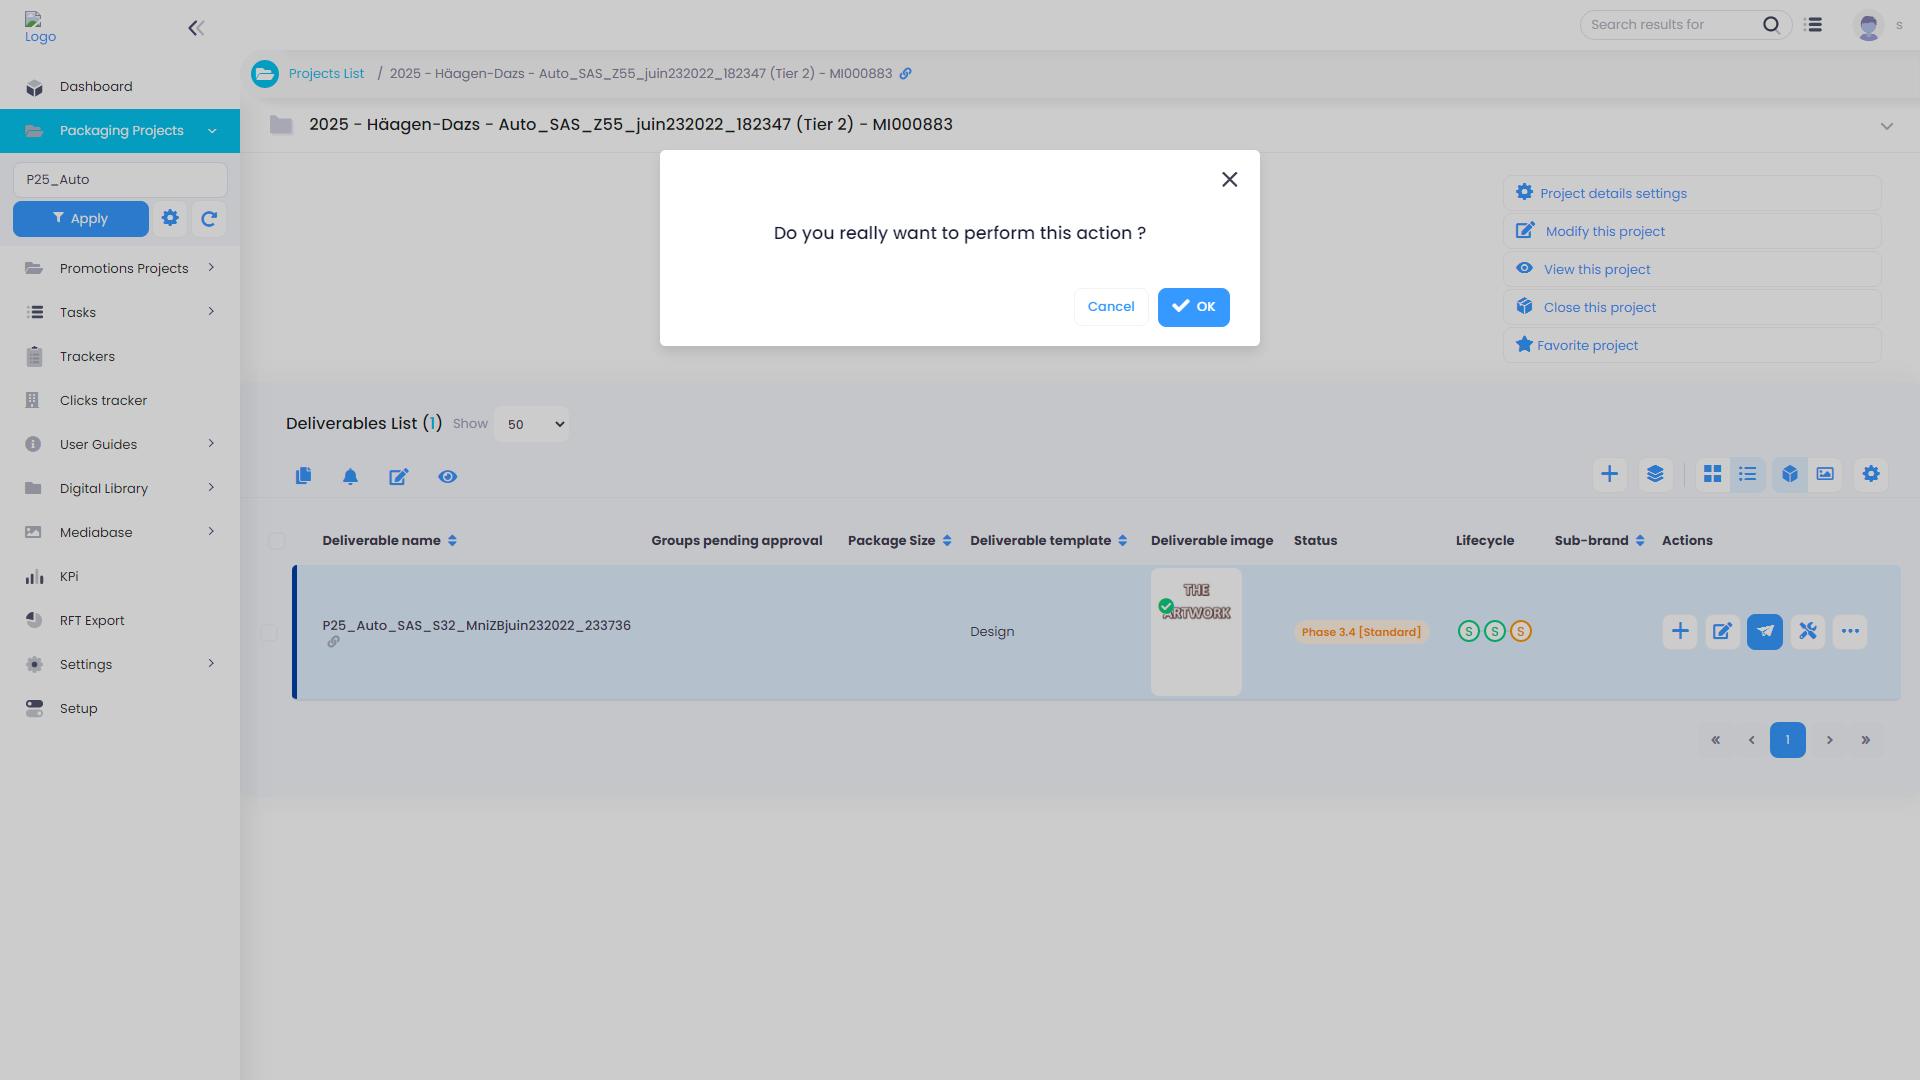 Logo
Search results for
s
Dashboard
Packaging Projects
P25_Auto
Apply
Promotions Projects
Tasks
Trackers
Clicks tracker
User Guides
Digital Library
Mediabase
KPi
RFT Export
Settings
Setup
Projects List / 2025 - Häagen-Dazs - Auto_SAS_Z55_juin232022_182347 (Tier 2) - MI000883
2025 - Häagen-Dazs - Auto_SAS_Z55_juin232022_182347 (Tier 2) - MI000883
Do you really want to perform this action ?
Cancel
OK
Project details settings
Modify this project
View this project
Close this project
Favorite project
Deliverables List (1) Show 50
Deliverable name Groups pending approval Package Size Deliverable template Deliverable image Status Lifecycle Sub-brand Actions
P25_Auto_SAS_S32_MniZBjuin232022_233736
Design
THE
ARTWORK
Phase 3.4 [Standard]
S S S
« ‹ 1 › »